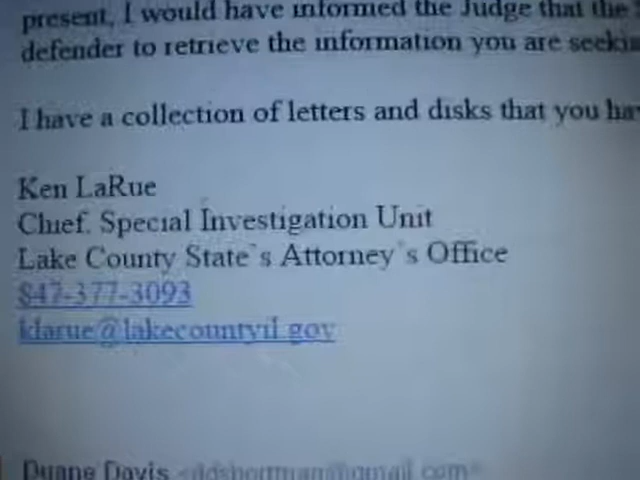 present, I would have informed the Judge that the
defender to retrieve the information you are
I have a collection of letters and disks that you
Ken LaRue
Chief, Special Investigation Unit
Lake County State`s Attorney`s Office
847-377-3093
klarue@lakecountyil.gov
Duane Davis